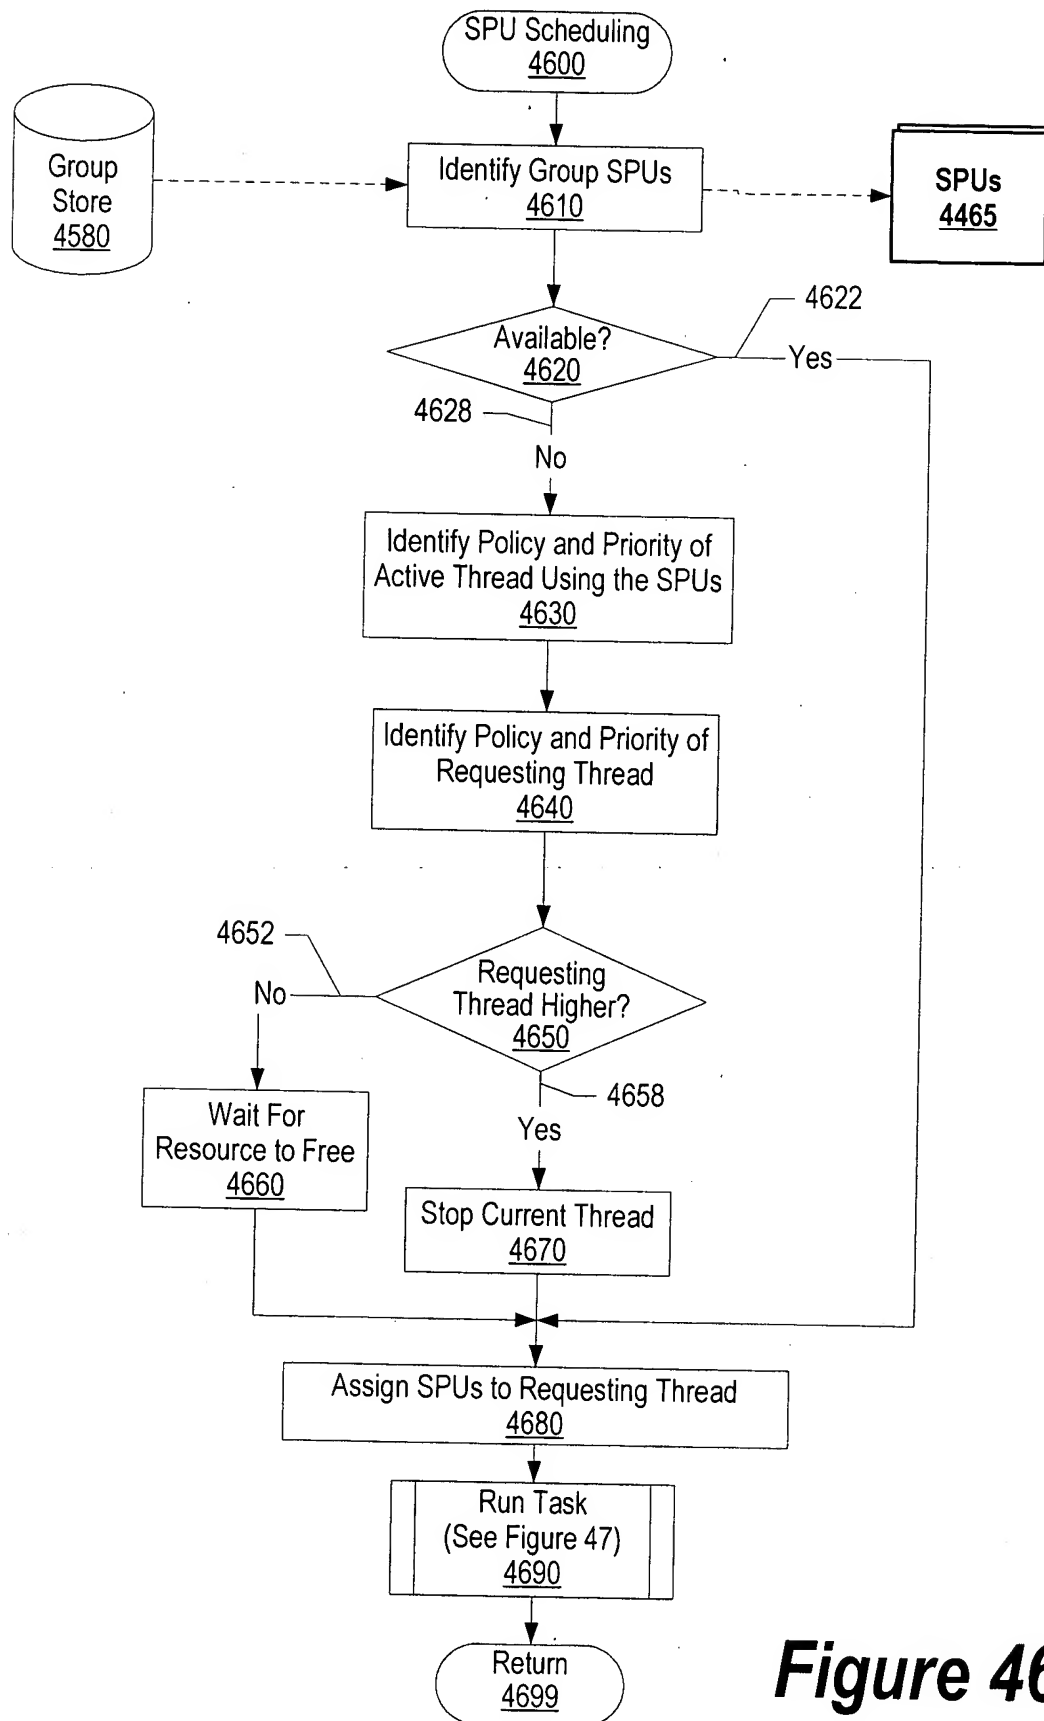 SPU Scheduling
4600
Group
Store
4580
Identify Group SPUs
4610
SPUs
4465
4622
Available?
4620
Yes
4628
No
Identify Policy and Priority of
Active Thread Using the SPUs
4630
Identify Policy and Priority of
Requesting Thread
4640
4652
Requesting
Thread Higher?
4650
No
4658
Yes
Wait For
Resource to Free
4660
Stop Current Thread
4670
Assign SPUs to Requesting Thread
4680
Run Task
(See Figure 47)
4690
Return
4699
Figure 46